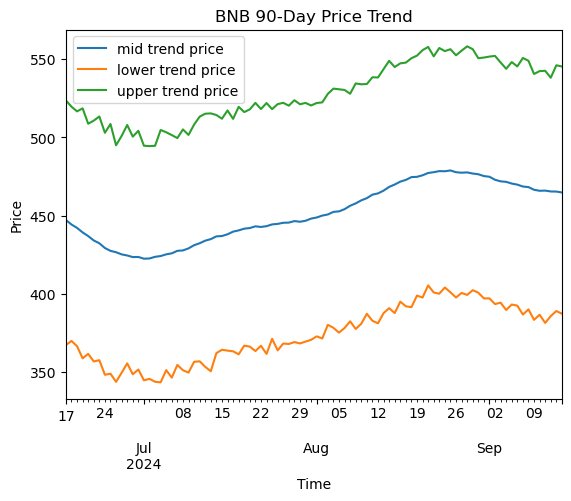 BNB 90-Day Price Trend
mid trend price
lower trend price
upper trend price
Price
550
500
450
400
350
17 24 08 15 22 29 05 12 19 26 02 09
Jul Aug Sep
2024
Time